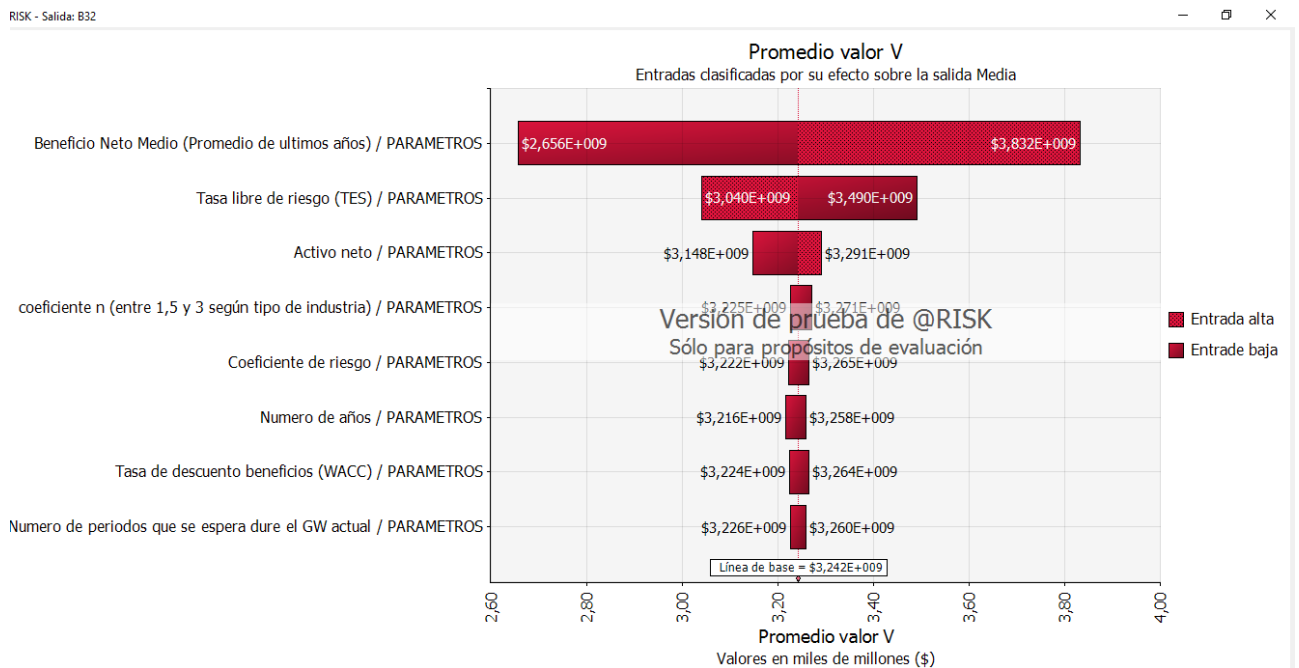 RISK - Salida: B32
Promedio valor V
Entradas clasificadas por su efecto sobre la salida Media
Beneficio Neto Medio (Promedio de ultimos años) / PARAMETROS
$2,656E+009
$3,832E+009
Tasa libre de riesgo (TES) / PARAMETROS
$3,040E+009
$3,490E+009
Activo neto / PARAMETROS
$3,148E+009
$3,291E+009
coeficiente n (entre 1,5 y 3 según tipo de industria) / PARAMETROS
$3,225E+009
$3,271E+009
Versión de prueba de @RISK
Sólo para propósitos de evaluación
Coeficiente de riesgo / PARAMETROS
$3,222E+009
$3,265E+009
Numero de años / PARAMETROS
$3,216E+009
$3,258E+009
Tasa de descuento beneficios (WACC) / PARAMETROS
$3,224E+009
$3,264E+009
Numero de periodos que se espera dure el GW actual / PARAMETROS
$3,226E+009
$3,260E+009
Línea de base = $3,242E+009
Entrada alta
Entrade baja
2,60
2,80
3,00
3,20
3,40
3,60
3,80
4,00
Promedio valor V
Valores en miles de millones ($)